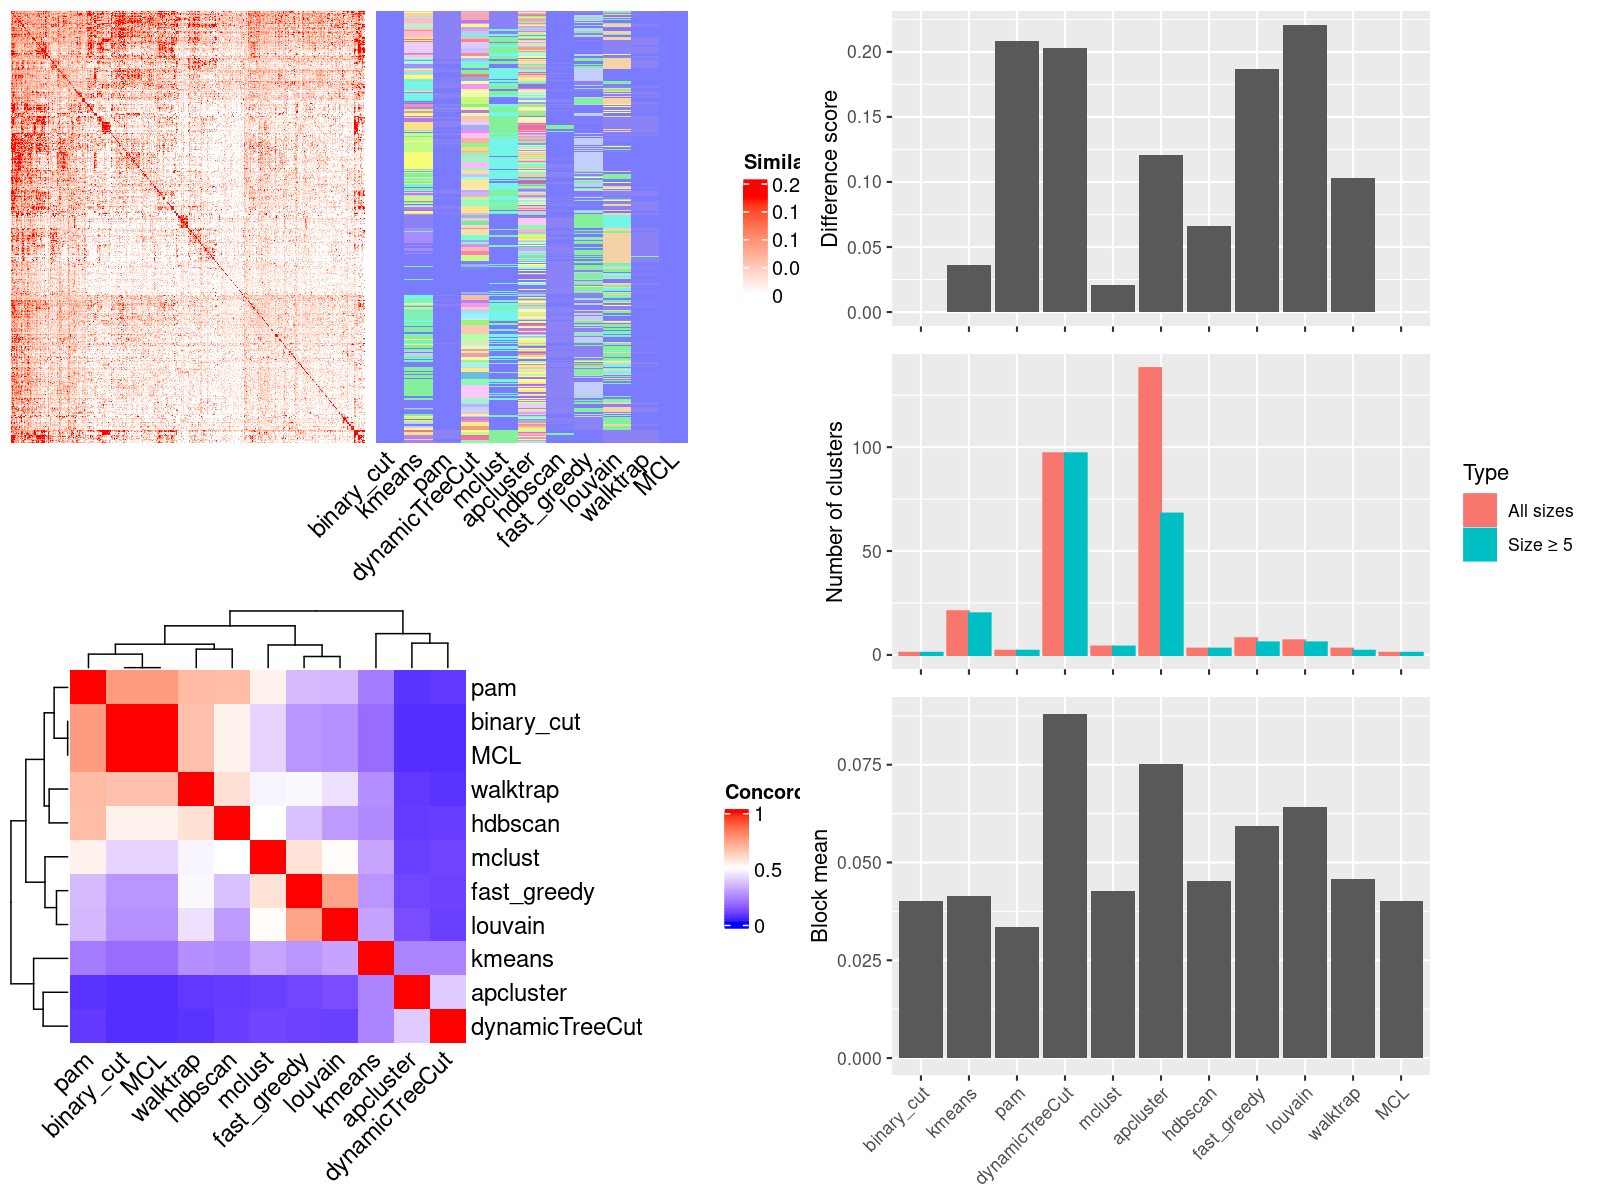 Simila
0.2
0.1
0.1
0.0
0
binary_cut
kmeans
pam
dynamicTreeCut
mclust
apcluster
hdbscan
fast_greedy
louvain
walktrap
MCL
pam
binary_cut
MCL
walktrap
hdbscan
mclust
fast_greedy
louvain
kmeans
apcluster
dynamicTreeCut
pam
binary_cut
MCL
walktrap
hdbscan
mclust
fast_greedy
louvain
kmeans
apcluster
dynamicTreeCut
Concord
1
0.5
0
Difference score
0.20
0.15
0.10
0.05
0.00
Number of clusters
100
50
0
Type
All sizes
Size ≥ 5
Block mean
0.075
0.050
0.025
0.000
binary_cut
kmeans
pam
dynamicTreeCut
mclust
apcluster
hdbscan
fast_greedy
louvain
walktrap
MCL